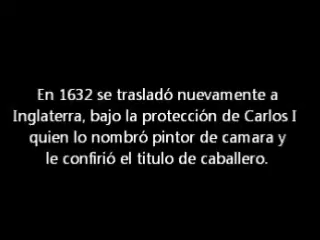 En 1632 se trasladó nuevamente a
Inglaterra, bajo la protección de Carlos I
quien lo nombró pintor de camara y
le confirió el titulo de caballero.